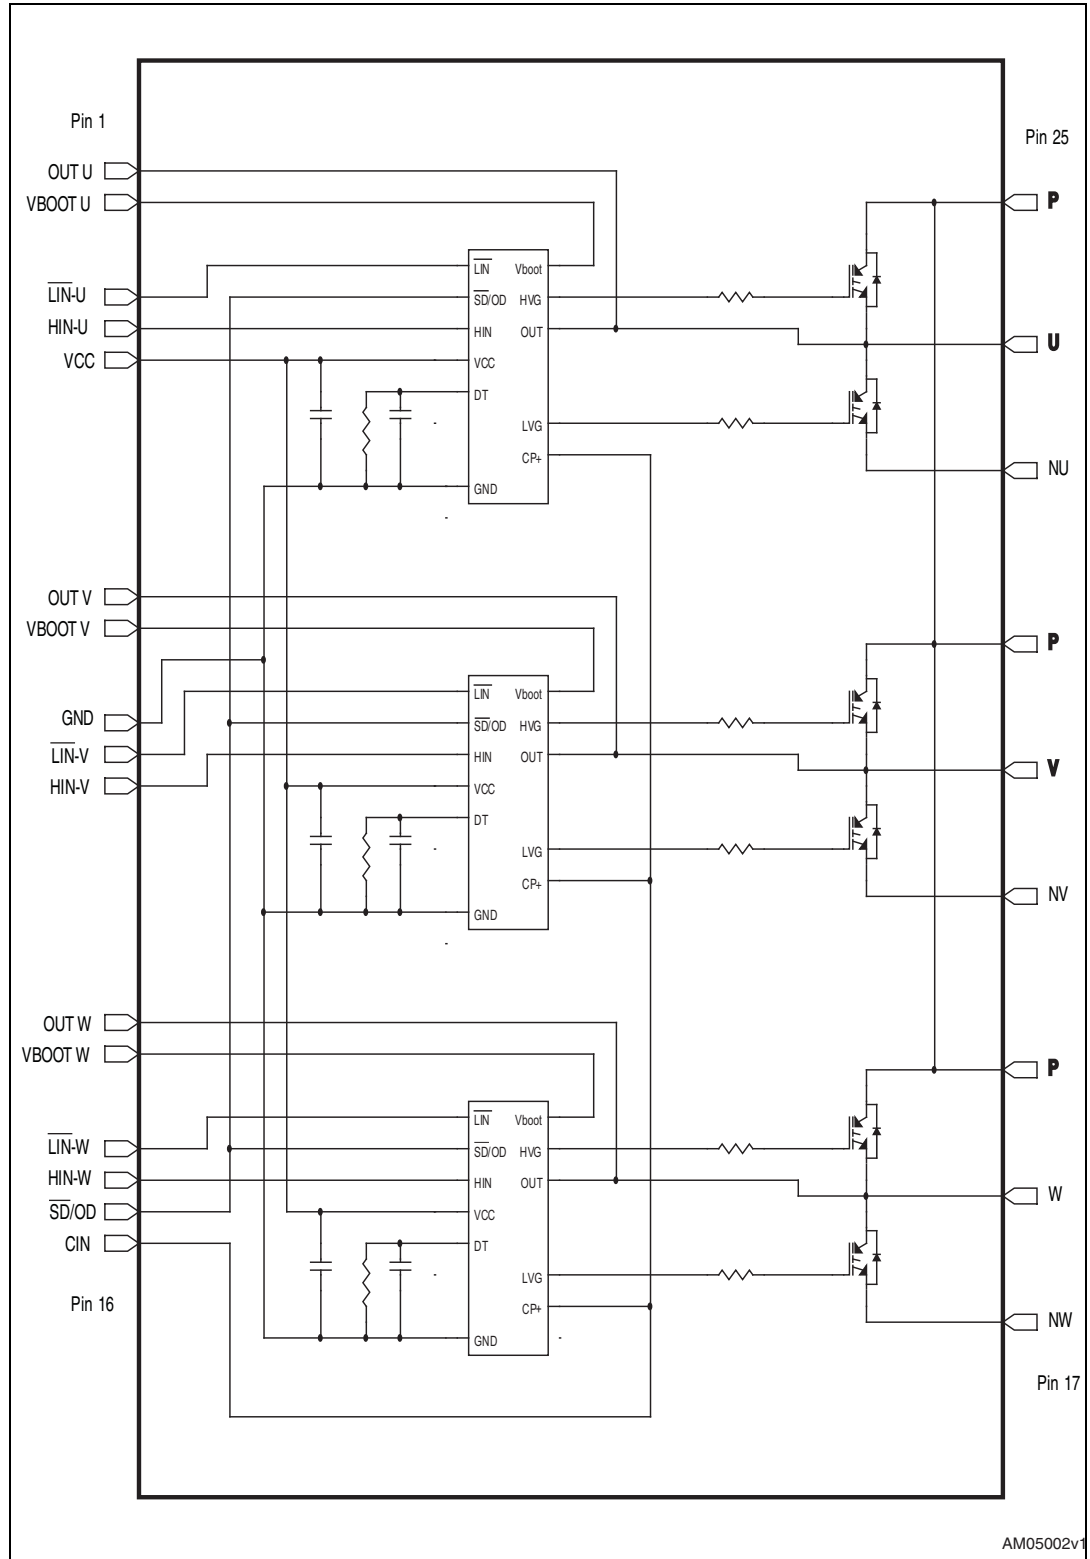 Pin 1
Pin 25
OUT U
VBOOT U
P
LIN-U
HIN-U
VCC
U
NU
LIN
SD/OD
HIN
VCC
DT
GND
Vboot
HVG
OUT
LVG
CP+
OUT V
VBOOT V
P
GND
LIN-V
HIN-V
V
NV
LIN
SD/OD
HIN
VCC
DT
GND
Vboot
HVG
OUT
LVG
CP+
OUT W
VBOOT W
P
LIN-W
HIN-W
SD/OD
CIN
W
NW
LIN
SD/OD
HIN
VCC
DT
GND
Vboot
HVG
OUT
LVG
CP+
Pin 16
Pin 17
AM05002v1